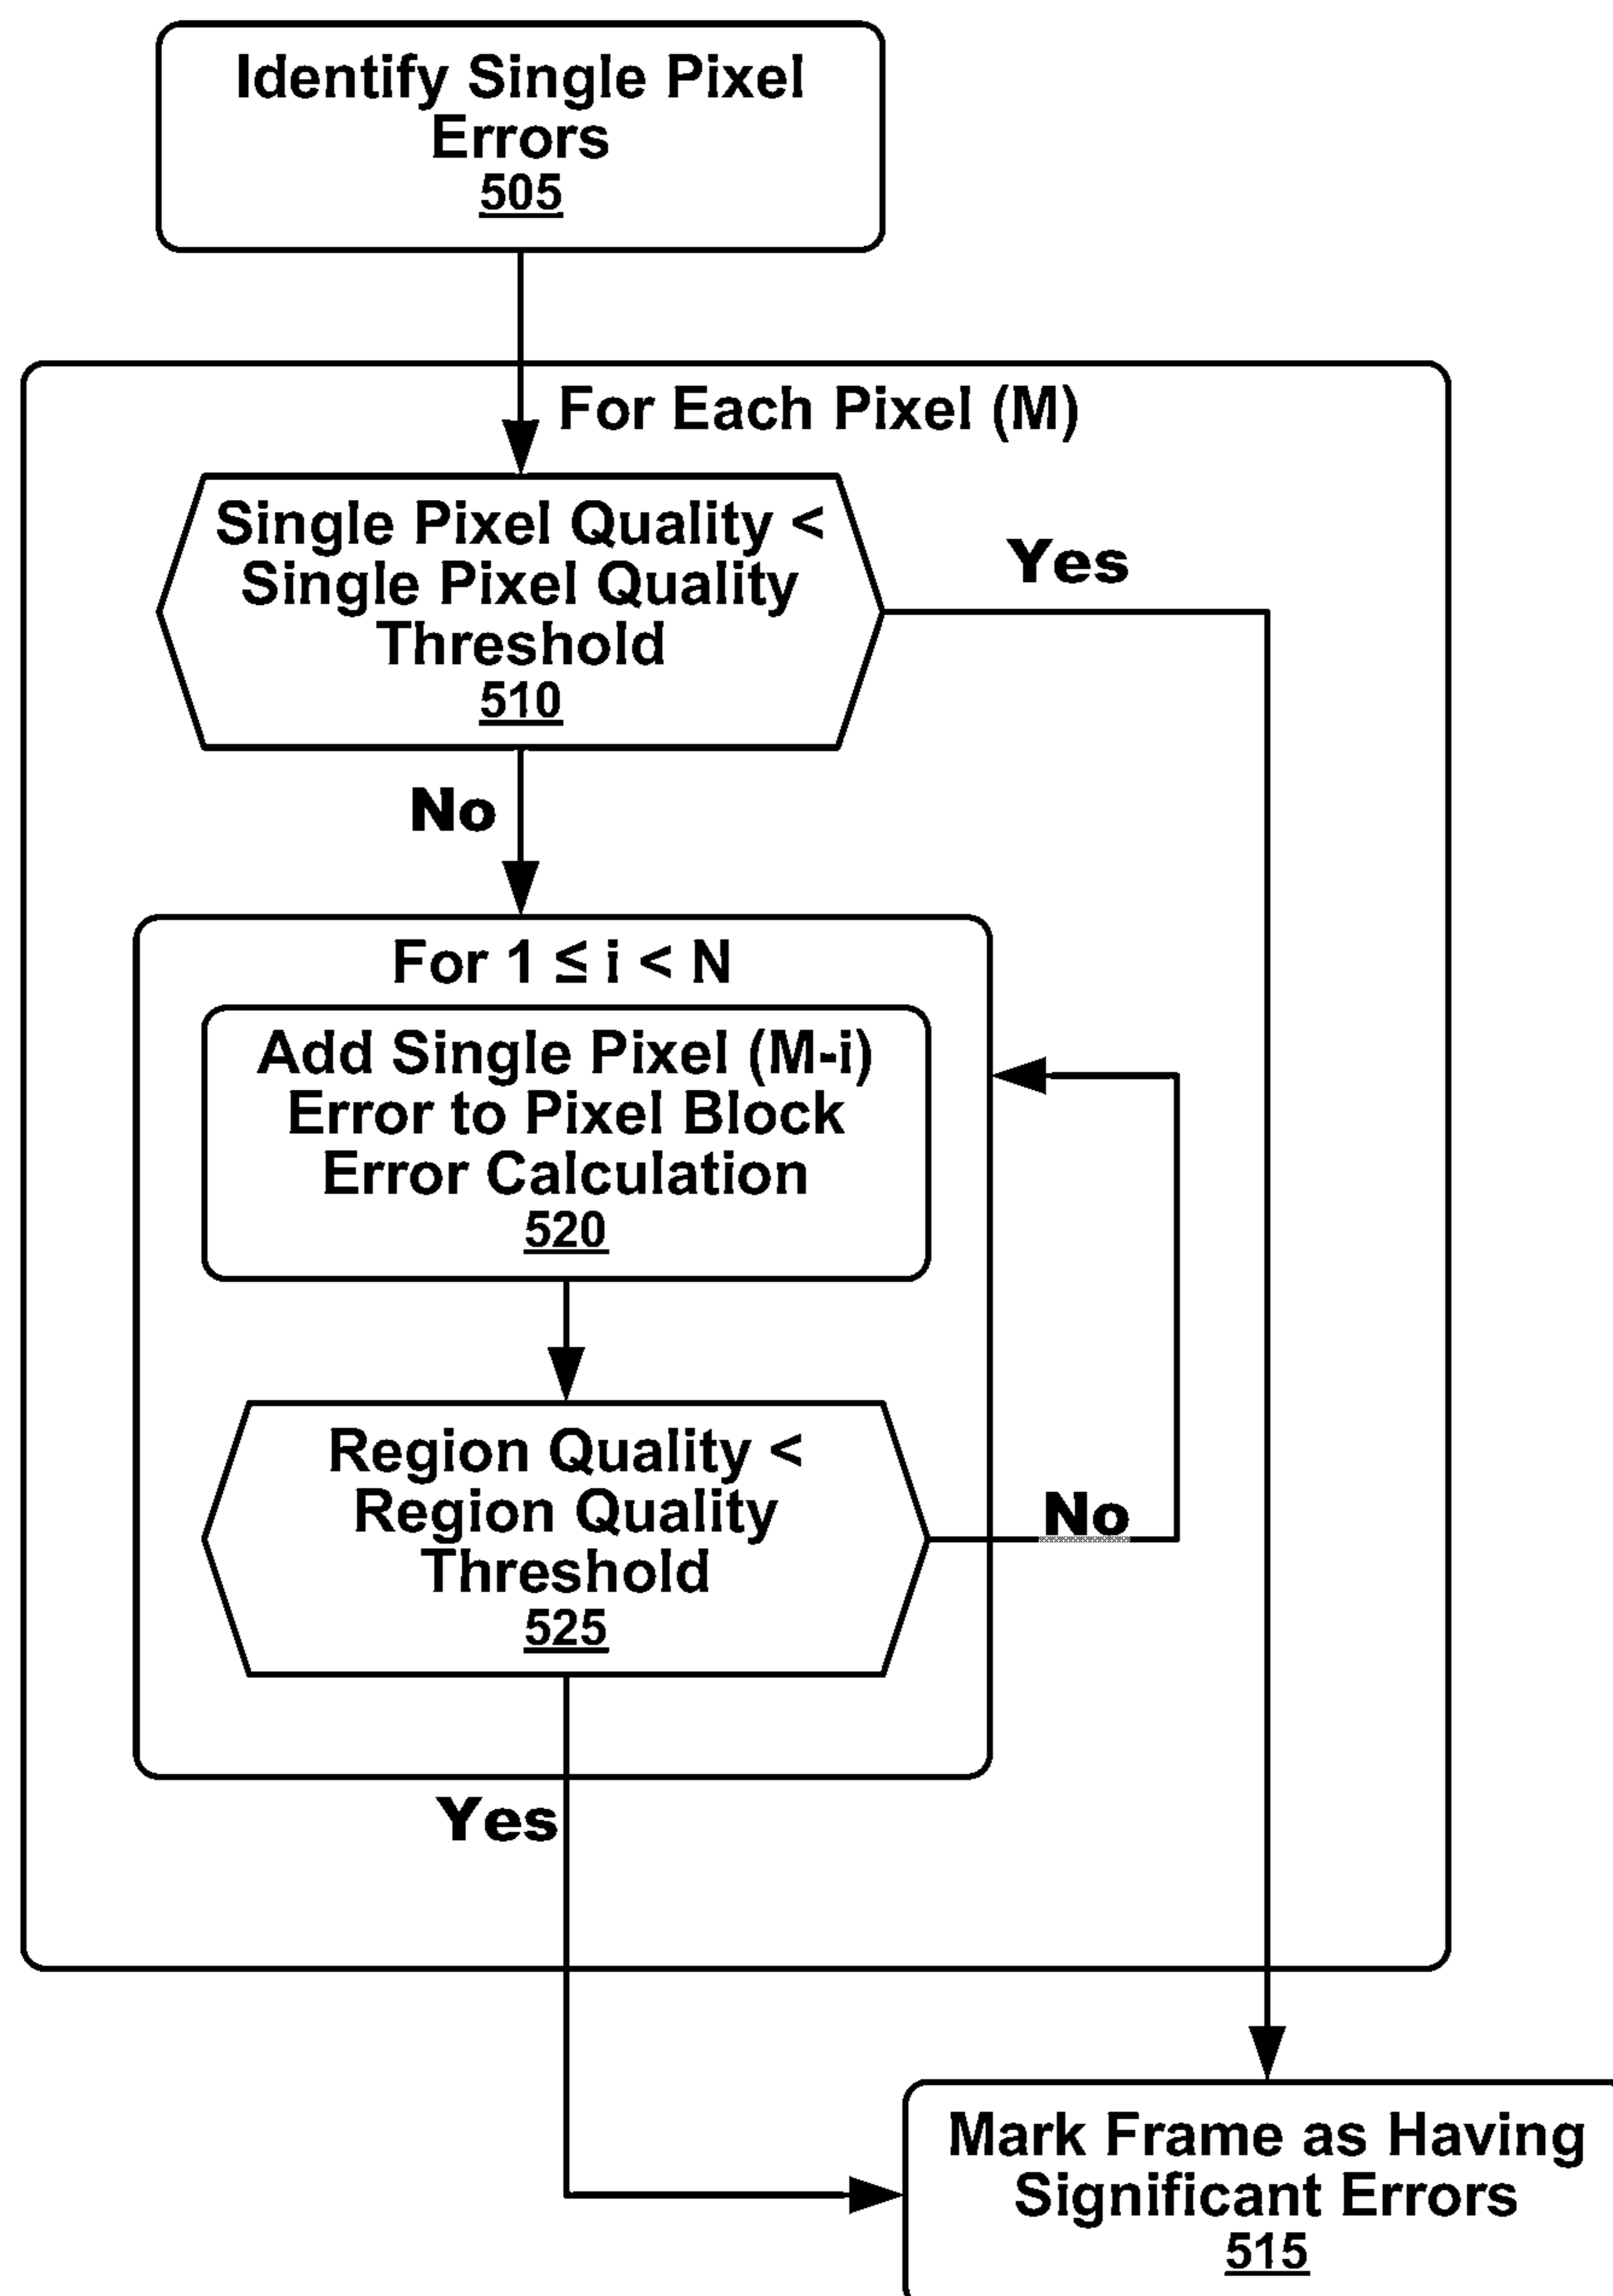 Identify Single Pixel
Errors
505
For Each Pixel (M)
Single Pixel Quality <
Single Pixel Quality
Threshold
510
Yes
No
For 1 ≤ i < N
Add Single Pixel (M-i)
Error to Pixel Block
Error Calculation
520
Region Quality <
Region Quality
Threshold
525
No
Yes
Mark Frame as Having
Significant Errors
515